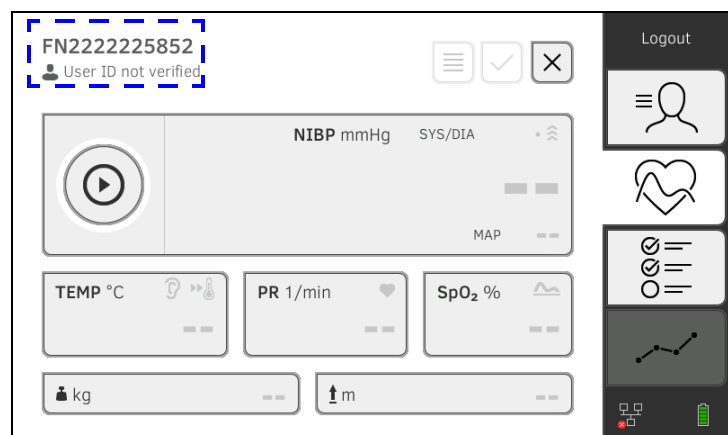 FN2222225852
User ID not verified
Logout
NIBP mmHg SYS/DIA
-- --
MAP --
TEMP °C
--
PR 1/min
--
SpO₂ %
--
kg --
m --